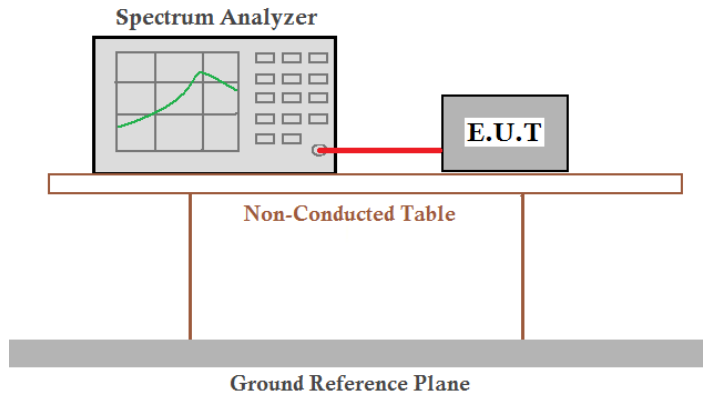 Spectrum Analyzer
E.U.T
Non-Conducted Table
Ground Reference Plane